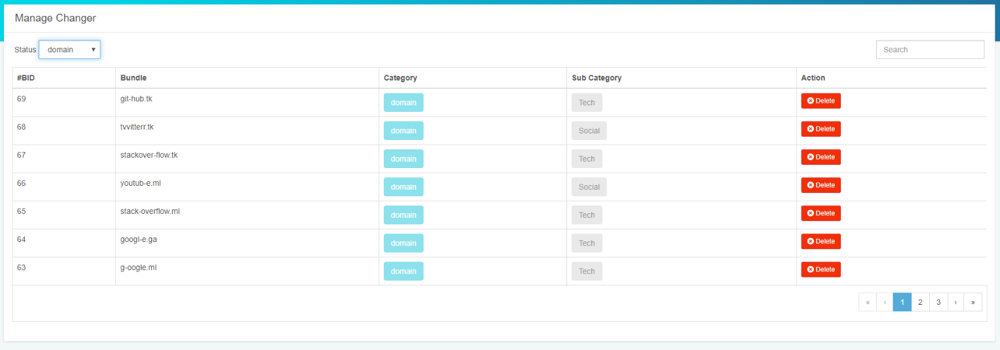 Manage Changer
Status domain Search
#BID Bundle Category Sub Category Action
69 git-hub.tk domain Tech Delete
68 tvvitterr.tk domain Social Delete
67 stackover-flow.tk domain Tech Delete
66 youtub-e.ml domain Social Delete
65 stack-overflow.ml domain Tech Delete
64 googl-e.ga domain Tech Delete
63 g-oogle.ml domain Tech Delete
« ‹ 1 2 3 › »